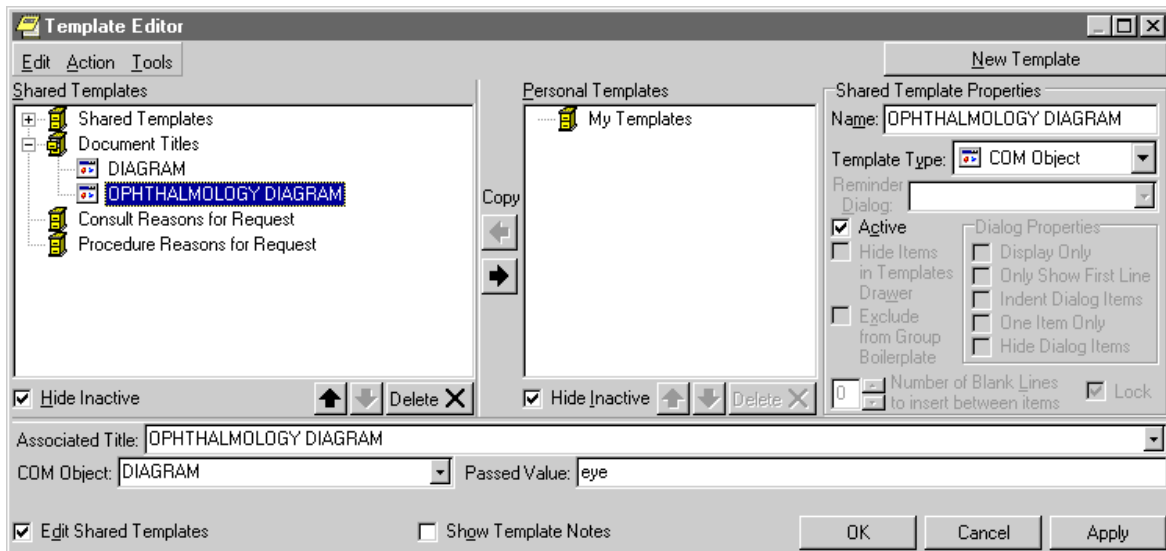 Template Editor
Edit Action Tools
New Template
Shared Templates
Shared Templates
Document Titles
DIAGRAM
OPHTHALMOLOGY DIAGRAM
Consult Reasons for Request
Procedure Reasons for Request
Hide Inactive
Delete
Copy
Personal Templates
My Templates
Hide Inactive
Delete
Shared Template Properties
Name: OPHTHALMOLOGY DIAGRAM
Template Type: COM Object
Reminder
Dialog:
Active
Hide Items
in Templates
Drawer
Exclude
from Group
Boilerplate
Dialog Properties
Display Only
Only Show First Line
Indent Dialog Items
One Item Only
Hide Dialog Items
0 Number of Blank Lines
to insert between items
Lock
Associated Title: OPHTHALMOLOGY DIAGRAM
COM Object: DIAGRAM Passed Value: eye
Edit Shared Templates Show Template Notes OK Cancel Apply